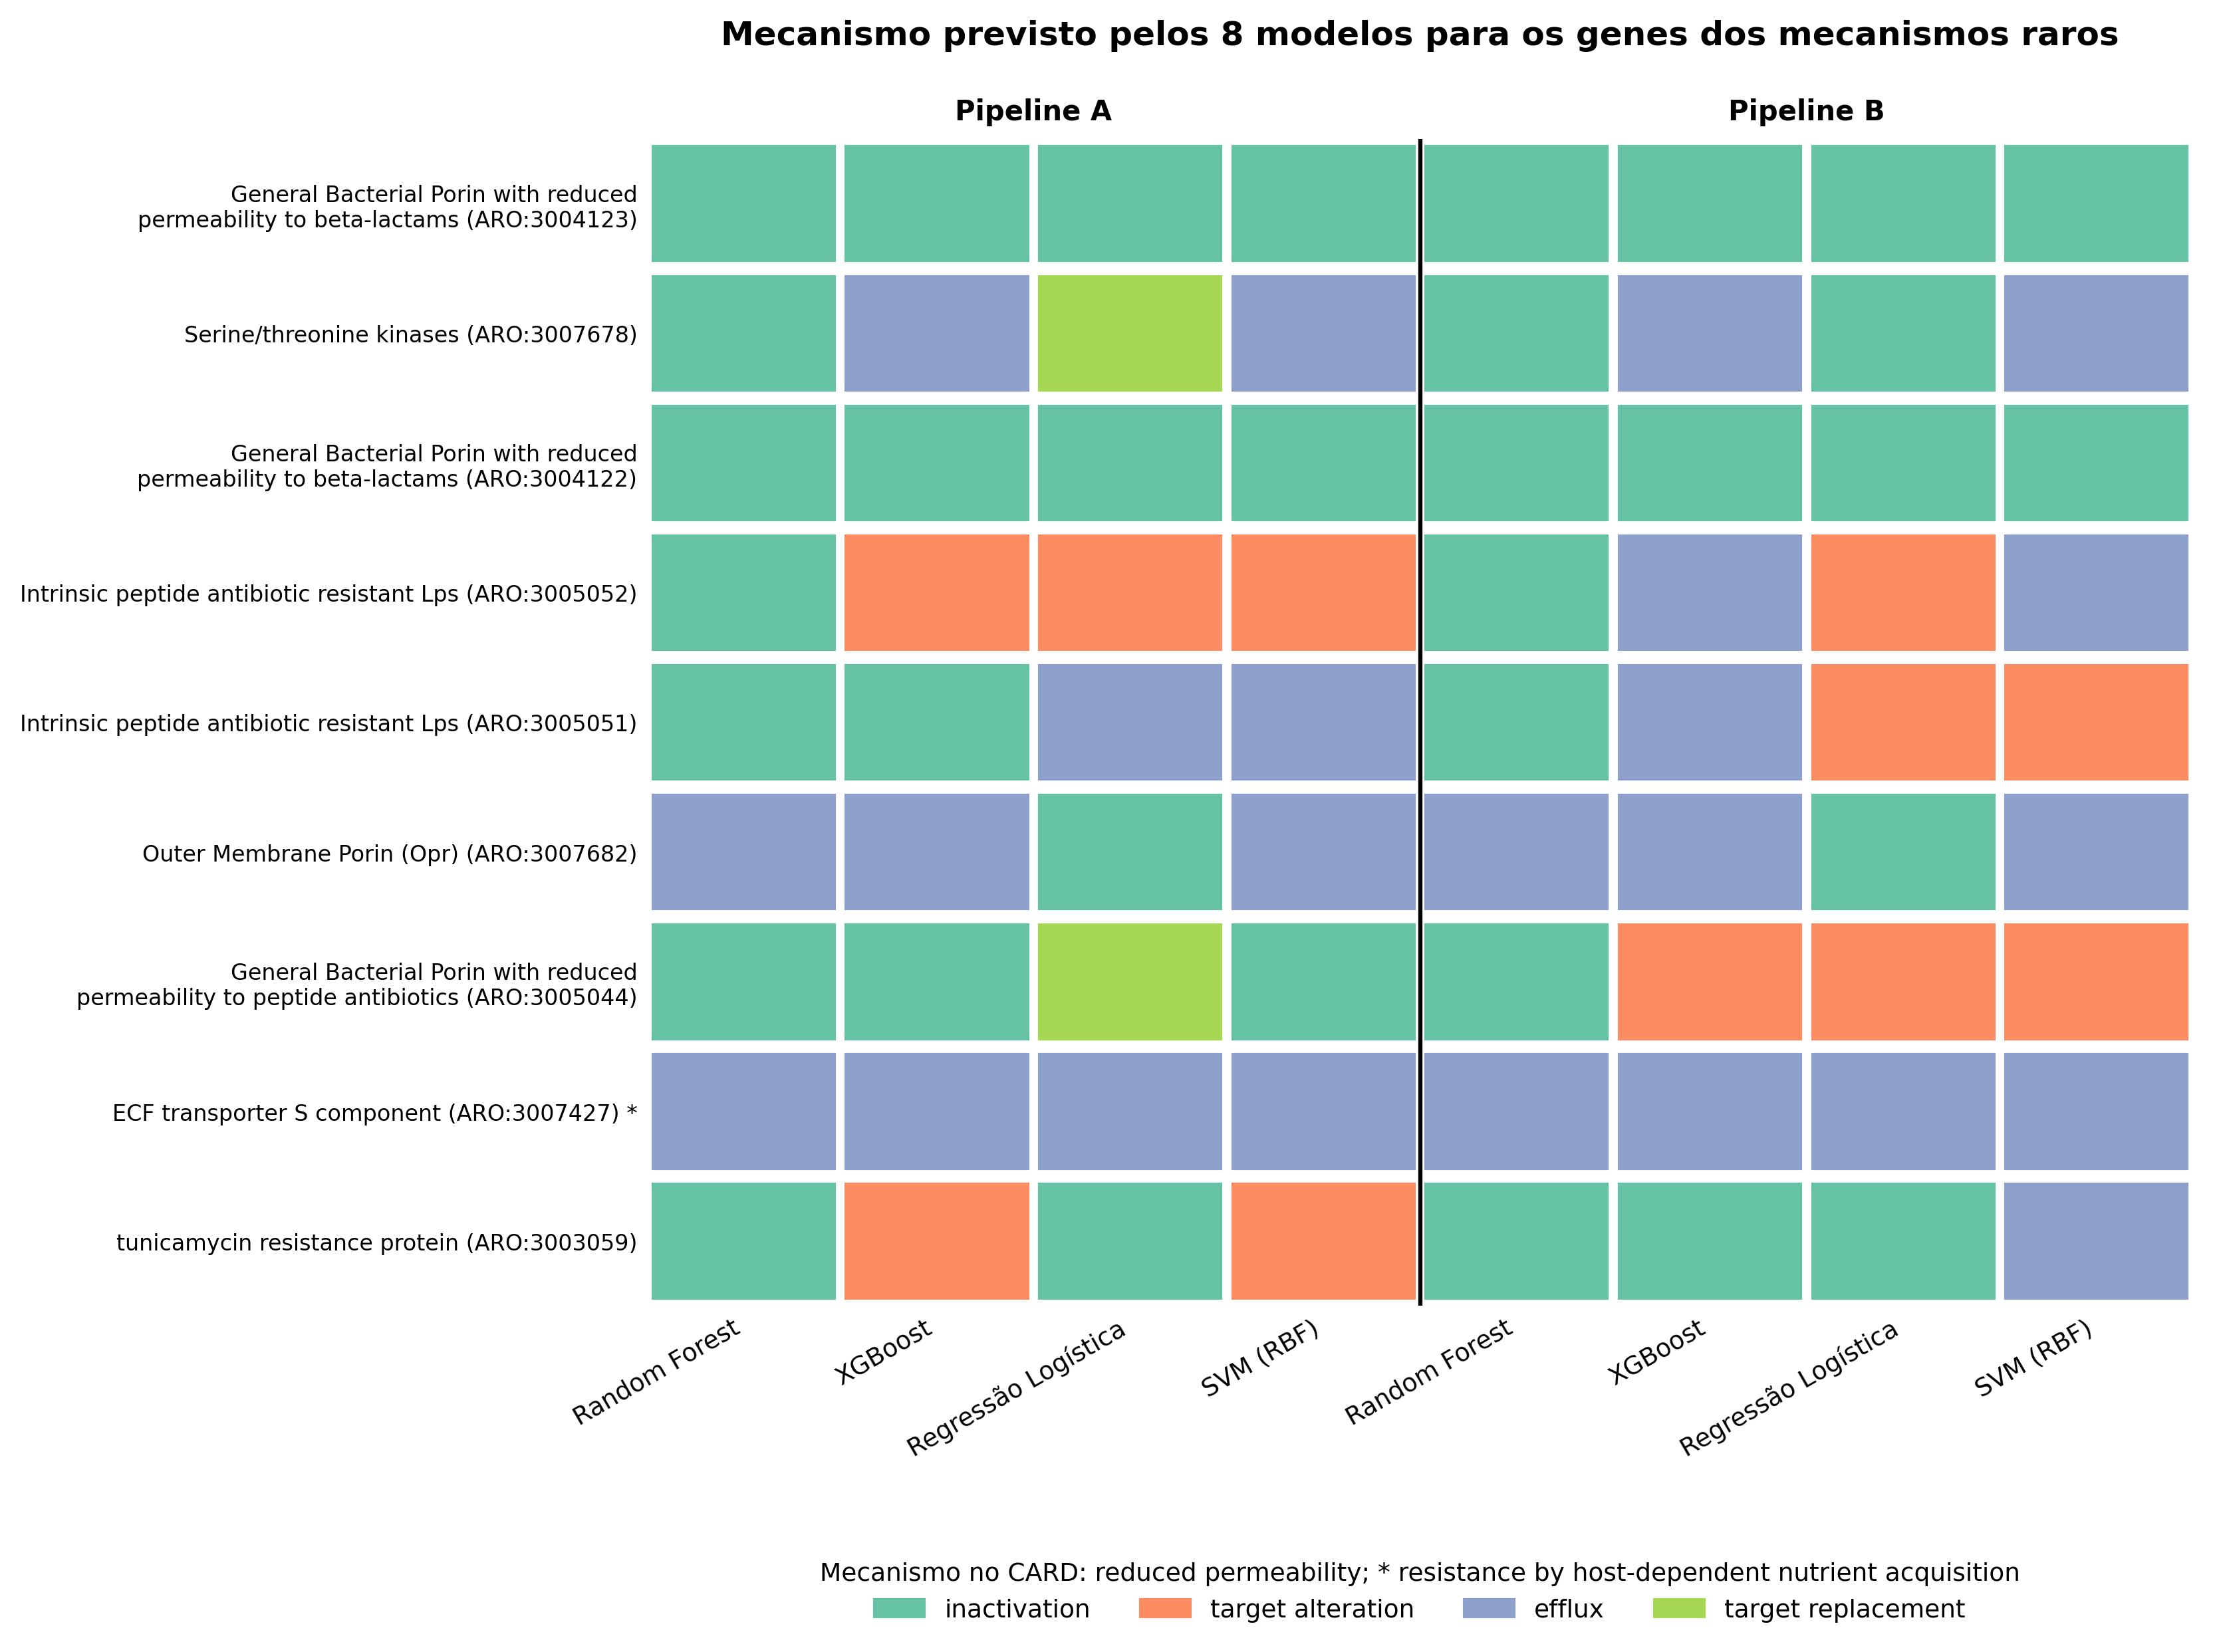 Mecanismo previsto pelos 8 modelos para os genes dos mecanismos raros
Pipeline A
Pipeline B
General Bacterial Porin with reduced
permeability to beta-lactams (ARO:3004123)
Serine/threonine kinases (ARO:3007678)
General Bacterial Porin with reduced
permeability to beta-lactams (ARO:3004122)
Intrinsic peptide antibiotic resistant Lps (ARO:3005052)
Intrinsic peptide antibiotic resistant Lps (ARO:3005051)
Outer Membrane Porin (Opr) (ARO:3007682)
General Bacterial Porin with reduced
permeability to peptide antibiotics (ARO:3005044)
ECF transporter S component (ARO:3007427) *
tunicamycin resistance protein (ARO:3003059)
Random Forest
XGBoost
Regressão Logística
SVM (RBF)
Random Forest
XGBoost
Regressão Logística
SVM (RBF)
Mecanismo no CARD: reduced permeability; * resistance by host-dependent nutrient acquisition
inactivation
target alteration
efflux
target replacement